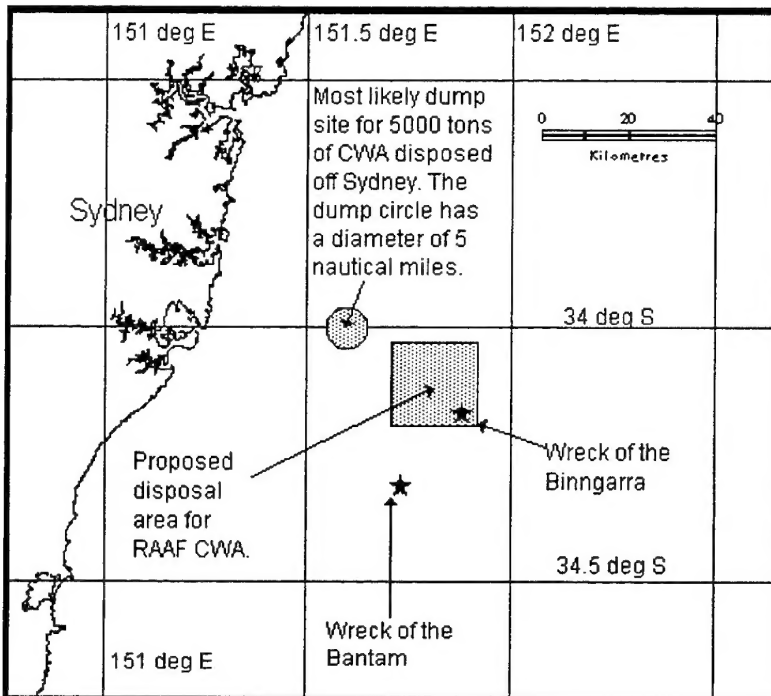 151 deg E
151.5 deg E
152 deg E
Most likely dump
site for 5000 tons
of CWA disposed
off Sydney. The
dump circle has
a diameter of 5
nautical miles.
0 20 40
Kilometres
Sydney
34 deg S
Proposed
disposal
area for
RAAF CWA.
Wreck of the
Binngarra
34.5 deg S
Wreck of the
Bantam
151 deg E